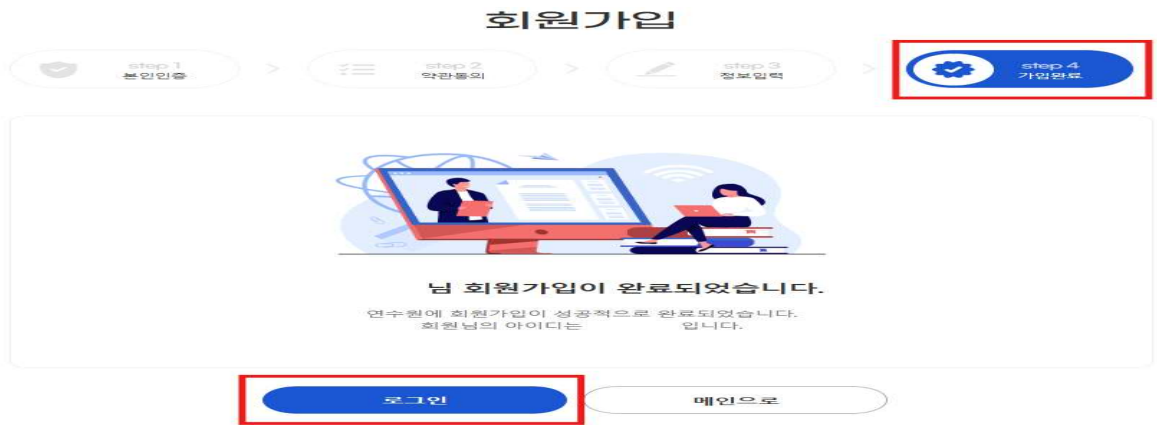 회원가입
step 1
본인인증
>
step 2
약관동의
>
step 3
정보입력
>
step 4
가입완료
님 회원가입이 완료되었습니다.
연수원에 회원가입이 성공적으로 완료되었습니다.
회원님의 아이디는 입니다.
로그인
메인으로